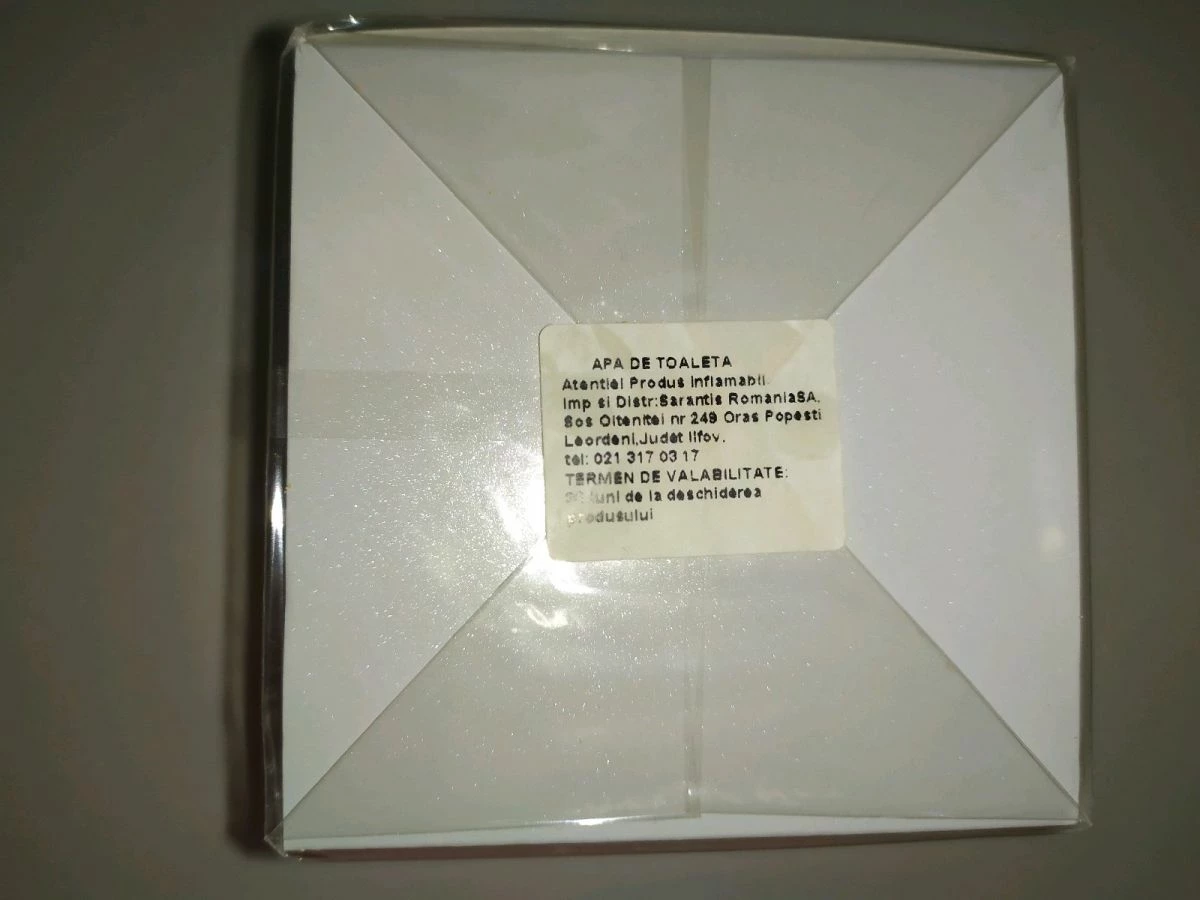 APA DE TOALETA
Atentie! Produs inflamabil.
Imp si Distr:Sarantis RomaniaSA.
Sos Oltenitei nr 249 Oras Popesti
Leordeni,Judet Ilfov.
tel: 021 317 03 17
TERMEN DE VALABILITATE:
luni de la deschiderea
produsului